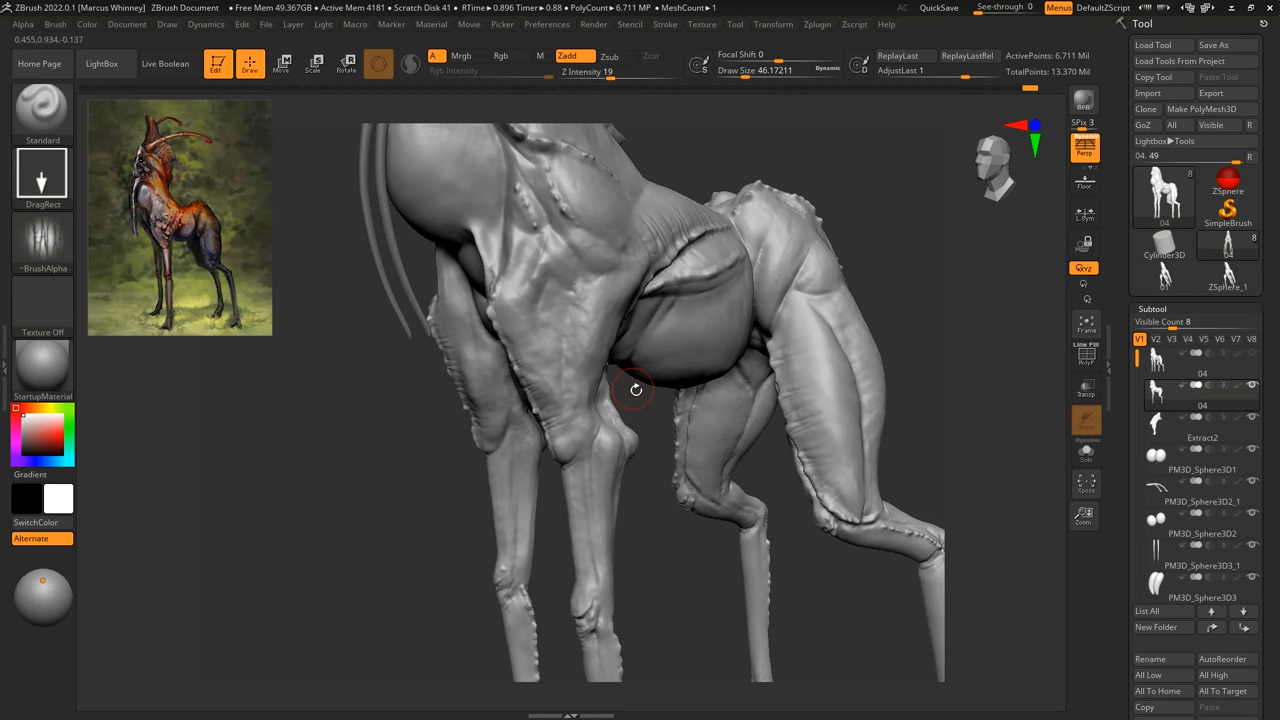 ZBrush 2022.0.1 [Marcus Whinney]   ZBrush Document   • Free Mem 49.367GB • Active Mem 4181 • Scratch Disk 41 • RTime►0.896 Timer►0.88 • PolyCount►6.711 MP • MeshCount►1   AC   QuickSave   See-through 0   Menus   DefaultZScript
Alpha Brush Color Document Draw Dynamics Edit File Layer Light Macro Marker Material Movie Picker Preferences Render Stencil Stroke Texture Tool Transform Zplugin Zscript Help
0.455,0.934,-0.137
Home Page LightBox Live Boolean Edit Draw Move Scale Rotate
A Mrgb Rgb M Zadd Zsub Zcut
Rgb Intensity Z Intensity 19
Focal Shift 0
Draw Size 46.17211 Dynamic
S D
ReplayLast ReplayLastRel
AdjustLast 1
ActivePoints: 6.711 Mil
TotalPoints: 13.370 Mil
Standard
DragRect
~BrushAlpha
Texture Off
StartupMaterial
Gradient
SwitchColor
Alternate
BPR
SPix 3
Dynamic
Persp
Floor
L.Sym
XYZ
Frame
Line Fill
PolyF
Transp
Dynamic
Solo
Xpose
Zoom
Tool
Load Tool Save As
Load Tools From Project
Copy Tool Paste Tool
Import Export
Clone Make PolyMesh3D
GoZ All Visible R
Lightbox►Tools
04. 49 R
8
04
ZSphere
SimpleBrush
Cylinder3D
8
04
ZSphere_1
Subtool
Visible Count 8
V1 V2 V3 V4 V5 V6 V7 V8
04
04
Extract2
PM3D_Sphere3D1
PM3D_Sphere3D2_1
PM3D_Sphere3D2
PM3D_Sphere3D3_1
PM3D_Sphere3D3
List All
New Folder
Rename AutoReorder
All Low All High
All To Home All To Target
Copy Paste